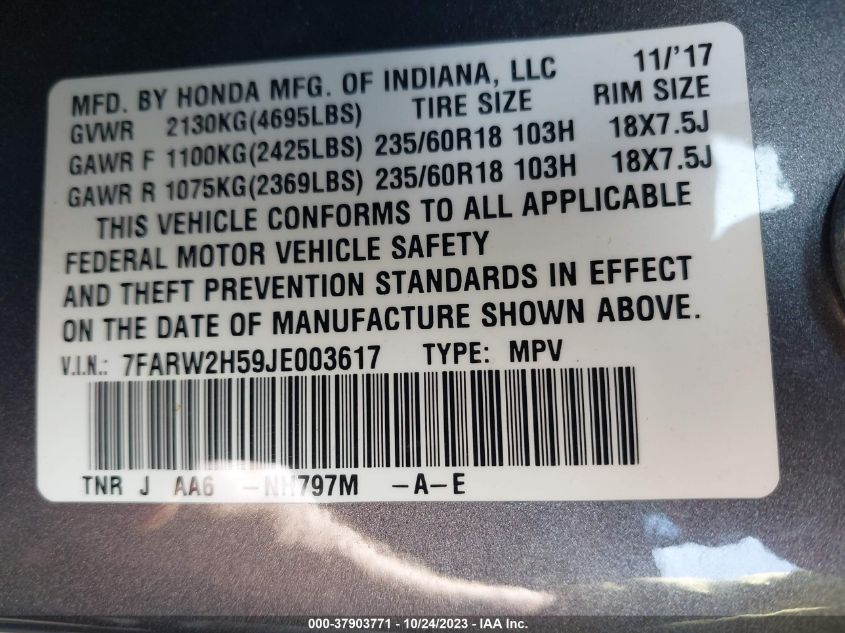 MFD. BY HONDA MFG. OF INDIANA, LLC 11/'17
GVWR 2130KG(4695LBS) TIRE SIZE RIM SIZE
GAWR F 1100KG(2425LBS) 235/60R18 103H 18X7.5J
GAWR R 1075KG(2369LBS) 235/60R18 103H 18X7.5J
THIS VEHICLE CONFORMS TO ALL APPLICABLE
FEDERAL MOTOR VEHICLE SAFETY
AND THEFT PREVENTION STANDARDS IN EFFECT
ON THE DATE OF MANUFACTURE SHOWN ABOVE.
V.I.N.: 7FARW2H59JE003617 TYPE: MPV
TNR J AA6 -NH797M -A-E
000-37903771 - 10/24/2023 - IAA Inc.